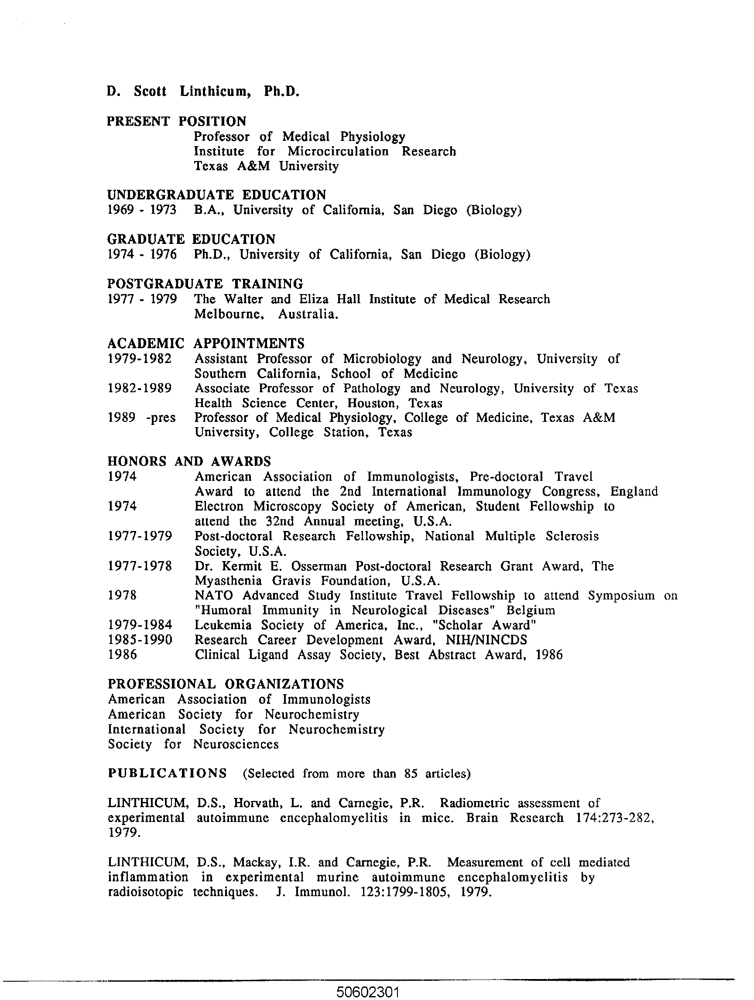 D. Scott Linthicum, Ph.D.
PRESENT POSITION
Professor of Medical Physiology
Institute for Microcirculation Research
Texas A&M University
UNDERGRADUATE EDUCATION
1969 - 1973 B.A., University of California, San Diego (Biology)
GRADUATE EDUCATION
1974 - 1976 Ph.D., University of California, San Diego (Biology)
POSTGRADUATE TRAINING
1977 - 1979 The Walter and Eliza Hall Institute of Medical Research
Melbourne, Australia.
ACADEMIC APPOINTMENTS
1979-1982 Assistant Professor of Microbiology and Neurology, University of
Southern California, School of Medicine
1982-1989 Associate Professor of Pathology and Neurology, University of Texas
Health Science Center, Houston, Texas
1989 -pres Professor of Medical Physiology, College of Medicine, Texas A&M
University, College Station, Texas
HONORS AND AWARDS
1974 American Association of Immunologists, Pre-doctoral Travel
Award to attend the 2nd International Immunology Congress, England
1974 Electron Microscopy Society of American, Student Fellowship to
attend the 32nd Annual meeting, U.S.A.
1977-1979 Post-doctoral Research Fellowship, National Multiple Sclerosis
Society, U.S.A.
1977-1978 Dr. Kermit E. Osserman Post-doctoral Research Grant Award, The
Myasthenia Gravis Foundation, U.S.A.
1978 NATO Advanced Study Institute Travel Fellowship to attend Symposium on
"Humoral Immunity in Neurological Diseases" Belgium
1979-1984 Leukemia Society of America, Inc., "Scholar Award"
1985-1990 Research Career Development Award, NIH/NINCDS
1986 Clinical Ligand Assay Society, Best Abstract Award, 1986
PROFESSIONAL ORGANIZATIONS
American Association of Immunologists
American Society for Neurochemistry
International Society for Neurochemistry
Society for Neurosciences
PUBLICATIONS (Selected from more than 85 articles)
LINTHICUM, D.S., Horvath, L. and Carnegie, P.R. Radiometric assessment of
experimental autoimmune encephalomyelitis in mice. Brain Research 174:273-282,
1979.
LINTHICUM, D.S., Mackay, I.R. and Carnegie, P.R. Measurement of cell mediated
inflammation in experimental murine autoimmune encephalomyelitis by
radioisotopic techniques. J. Immunol. 123:1799-1805, 1979.
50602301